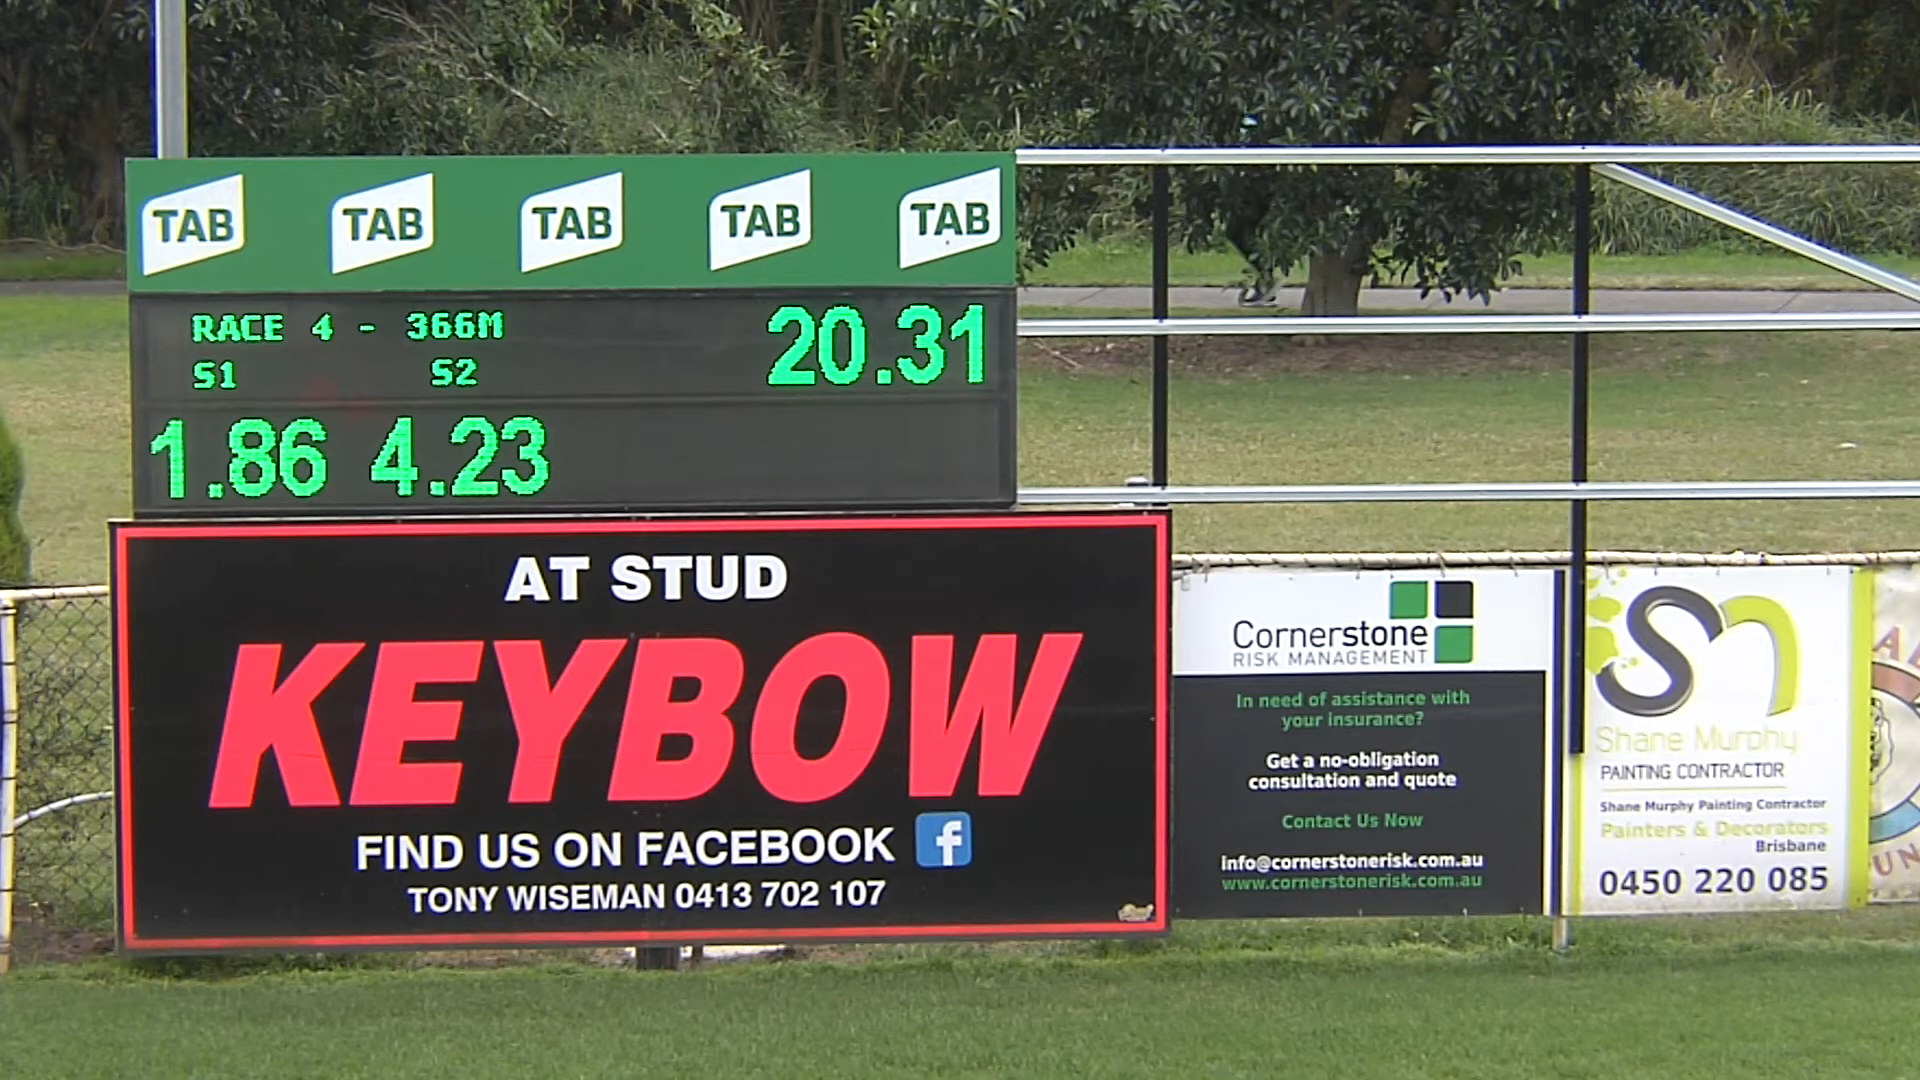 TAB TAB TAB TAB TAB
RACE 4 - 366M
20.31
S1 S2
1.86 4.23
AT STUD
KEYBOW
FIND US ON FACEBOOK f
TONY WISEMAN 0413 702 107
Cornerstone
RISK MANAGEMENT
In need of assistance with
your insurance?
Get a no-obligation
consultation and quote
Contact Us Now
info@cornerstonerisk.com.au
www.cornerstonerisk.com.au
Shane Murphy
PAINTING CONTRACTOR
Shane Murphy Painting Contractor
Painters & Decorators
Brisbane
0450 220 085